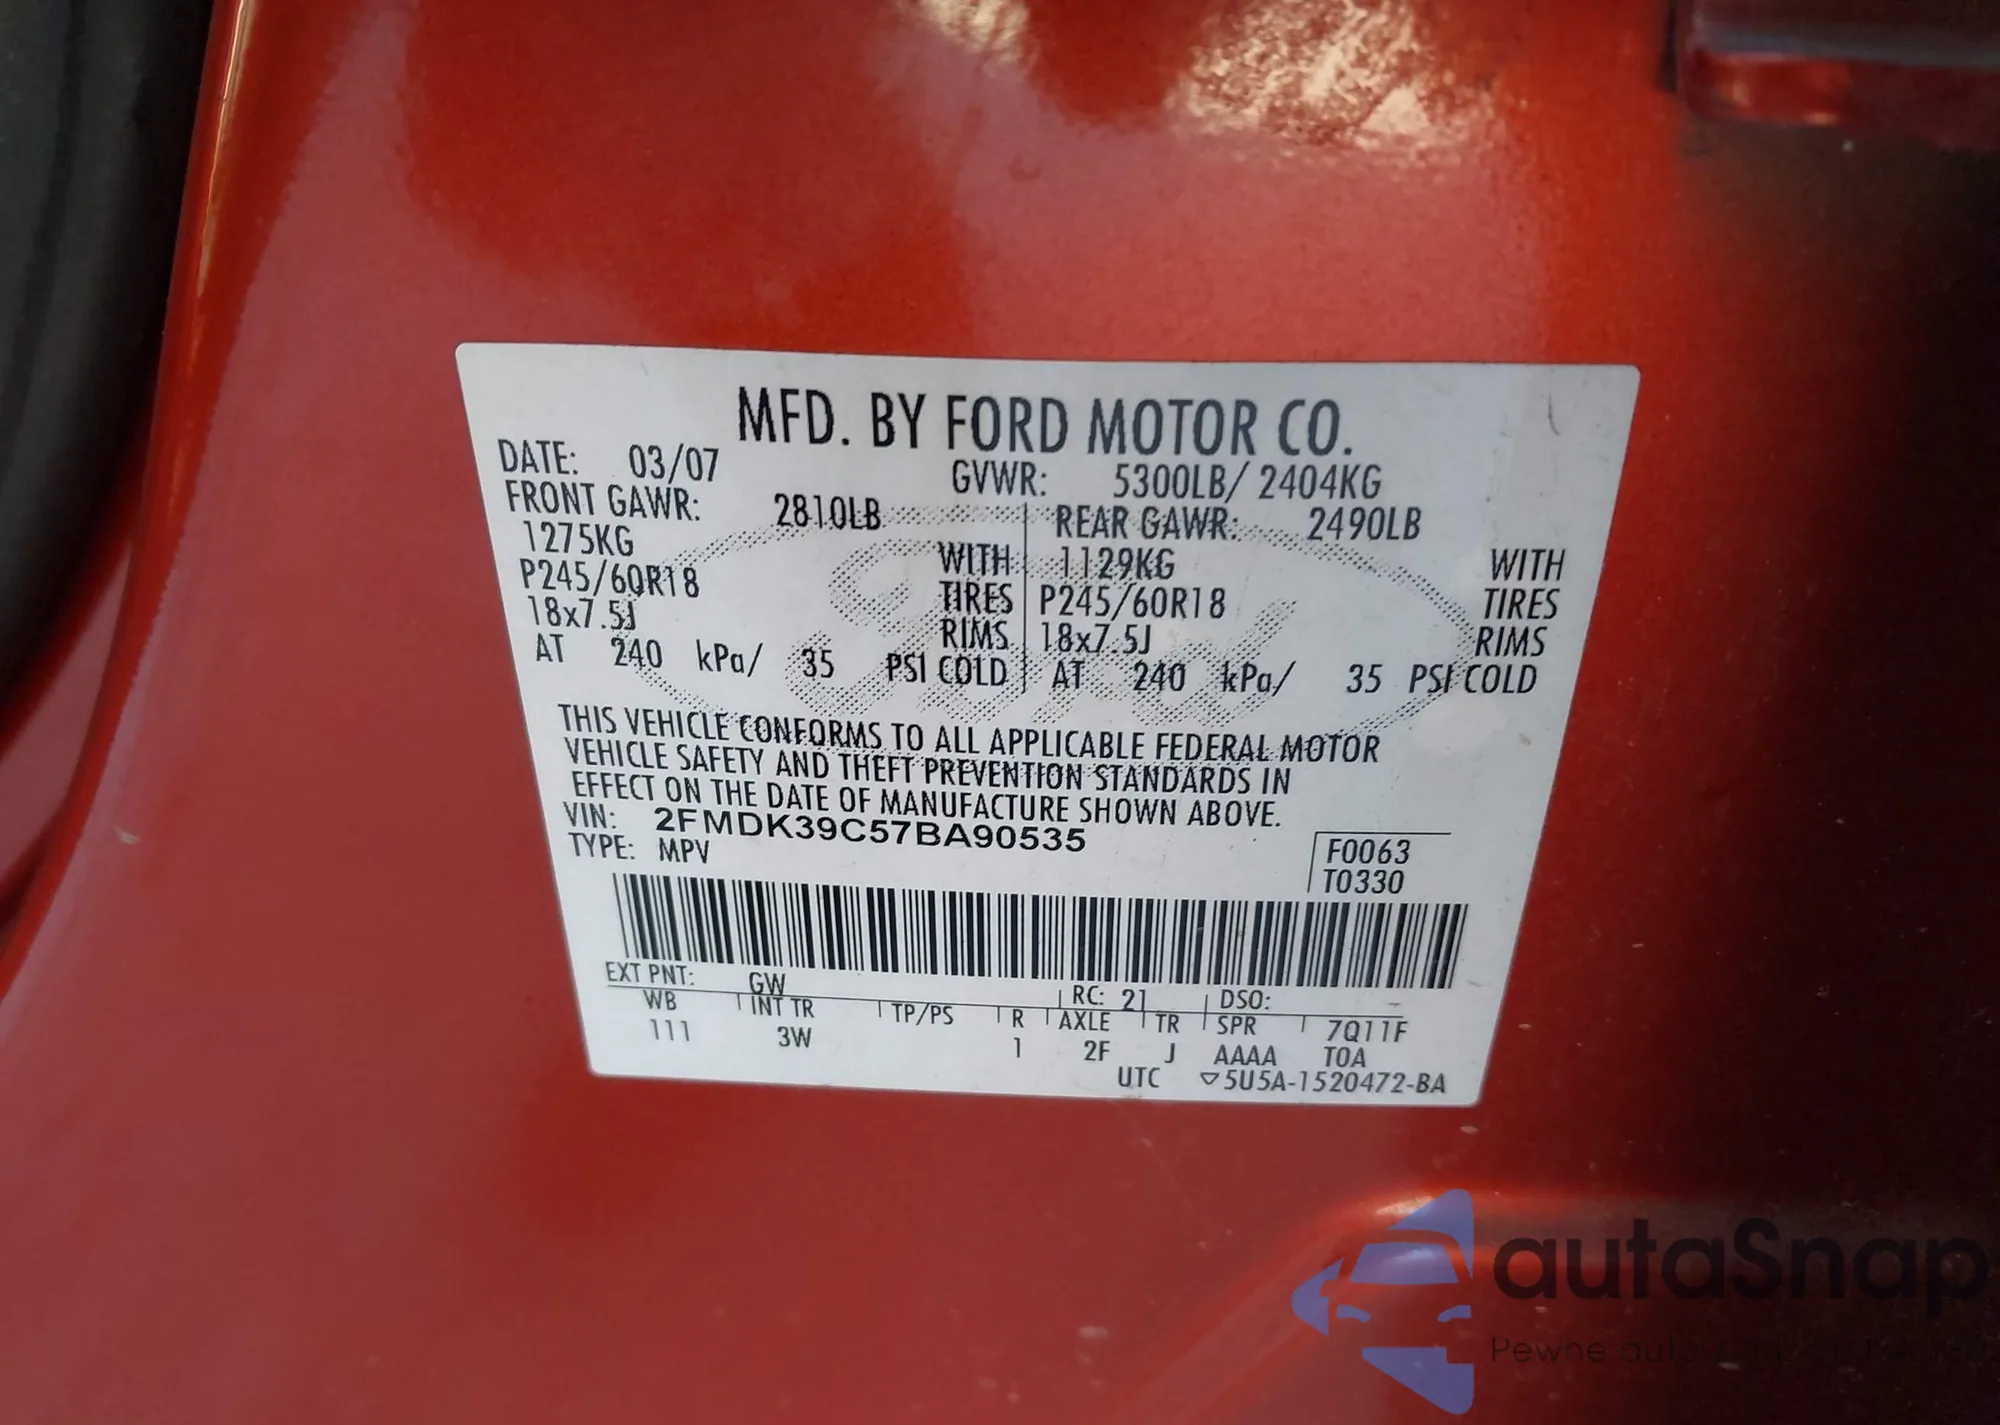 MFD. BY FORD MOTOR CO.
DATE: 03/07 GVWR: 5300LB/ 2404KG
FRONT GAWR: 2810LB REAR GAWR: 2490LB
1275KG WITH 1129KG WITH
P245/60R18 TIRES P245/60R18 TIRES
18x7.5J RIMS 18x7.5J RIMS
AT 240 kPa/ 35 PSI COLD AT 240 kPa/ 35 PSI COLD
THIS VEHICLE CONFORMS TO ALL APPLICABLE FEDERAL MOTOR
VEHICLE SAFETY AND THEFT PREVENTION STANDARDS IN
EFFECT ON THE DATE OF MANUFACTURE SHOWN ABOVE.
VIN: 2FMDK39C57BA90535
TYPE: MPV
F0063
T0330
EXT PNT: GW RC: 21 DSO:
WB INT TR TP/PS R AXLE TR SPR 7Q11F
111 3W 1 2F J AAAA T0A
UTC ▽5U5A-1520472-BA
Ford
autaSnap
Pewne auta